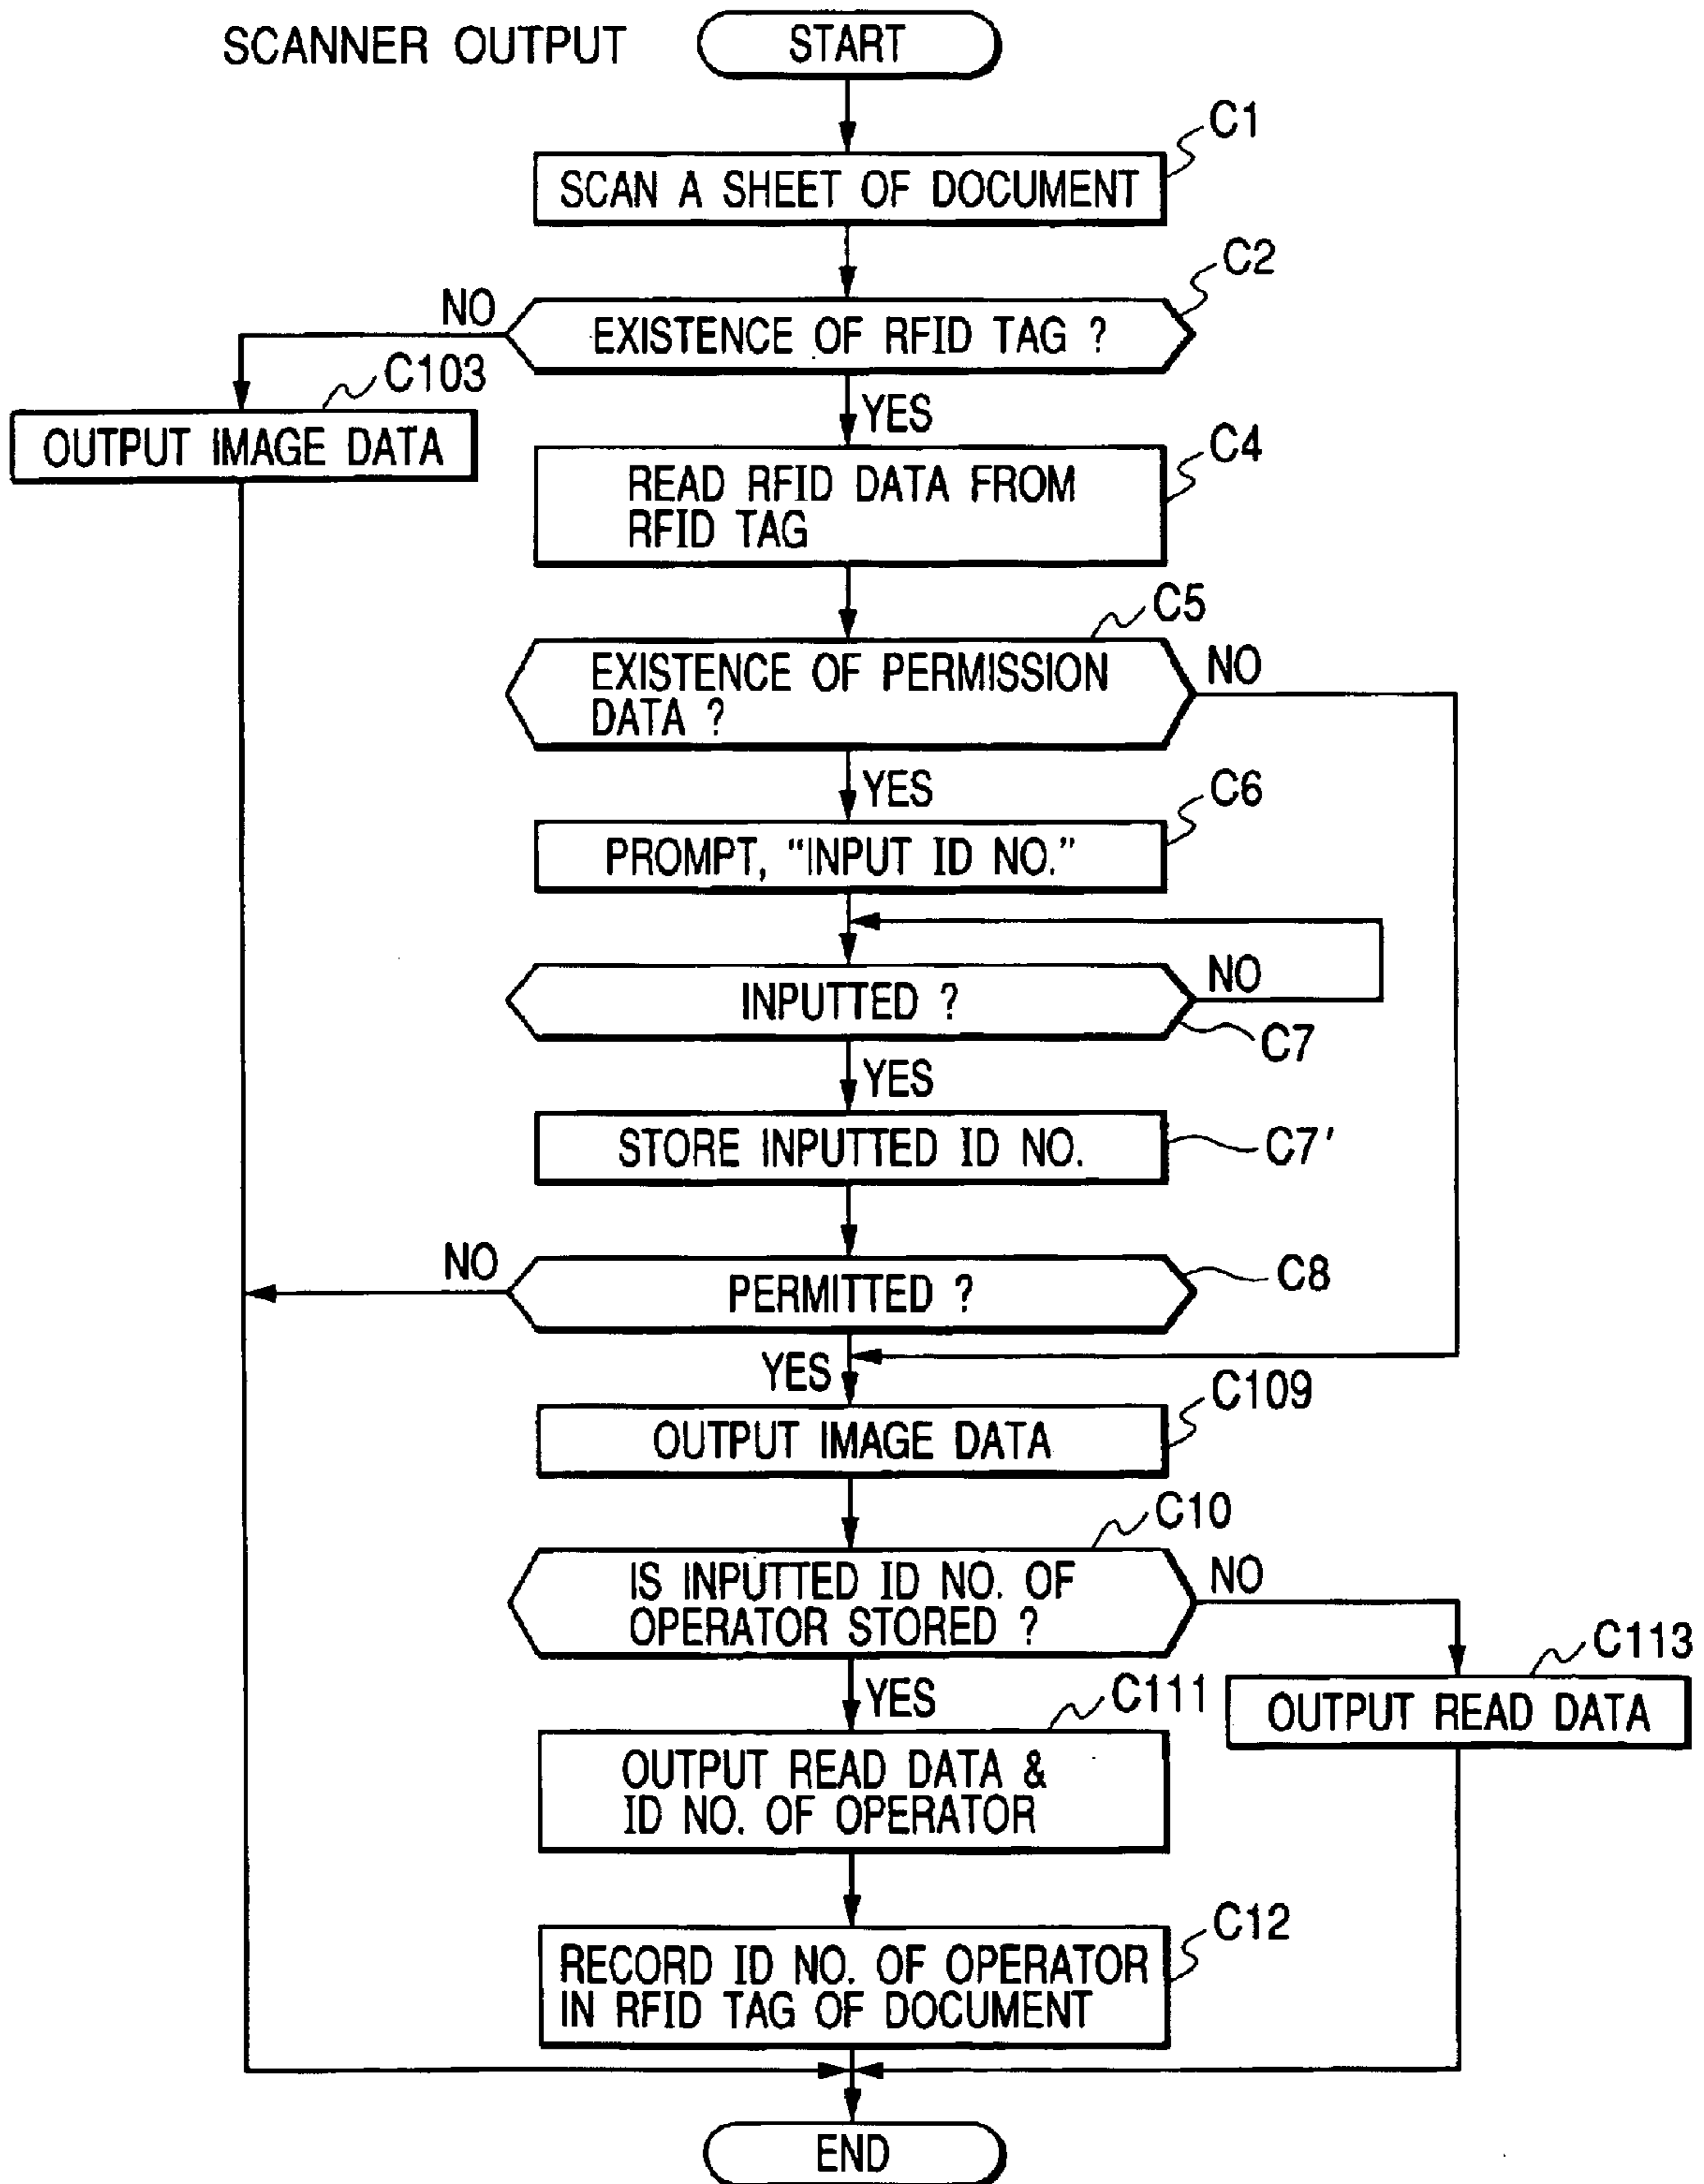 SCANNER OUTPUT
START
C1
SCAN A SHEET OF DOCUMENT
C2
NO
EXISTENCE OF RFID TAG ?
C103
YES
OUTPUT IMAGE DATA
C4
READ RFID DATA FROM
RFID TAG
C5
EXISTENCE OF PERMISSION
DATA ?
NO
YES
C6
PROMPT, “INPUT ID NO.”
INPUTTED ?
NO
C7
YES
STORE INPUTTED ID NO.
C7'
NO
PERMITTED ?
C8
YES
C109
OUTPUT IMAGE DATA
C10
IS INPUTTED ID NO. OF
OPERATOR STORED ?
NO
C113
YES
C111
OUTPUT READ DATA
OUTPUT READ DATA &
ID NO. OF OPERATOR
C12
RECORD ID NO. OF OPERATOR
IN RFID TAG OF DOCUMENT
END